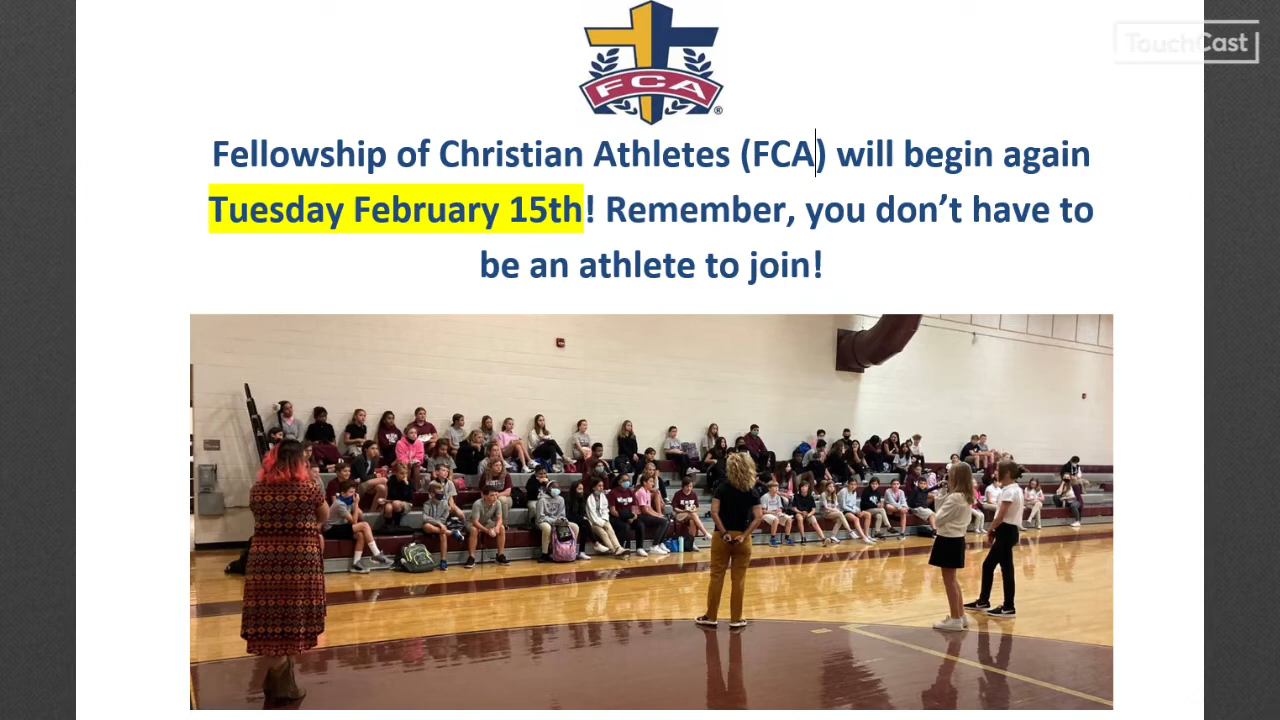 TouchCast
FCA
®
Fellowship of Christian Athletes (FCA) will begin again
Tuesday February 15th! Remember, you don’t have to
be an athlete to join!